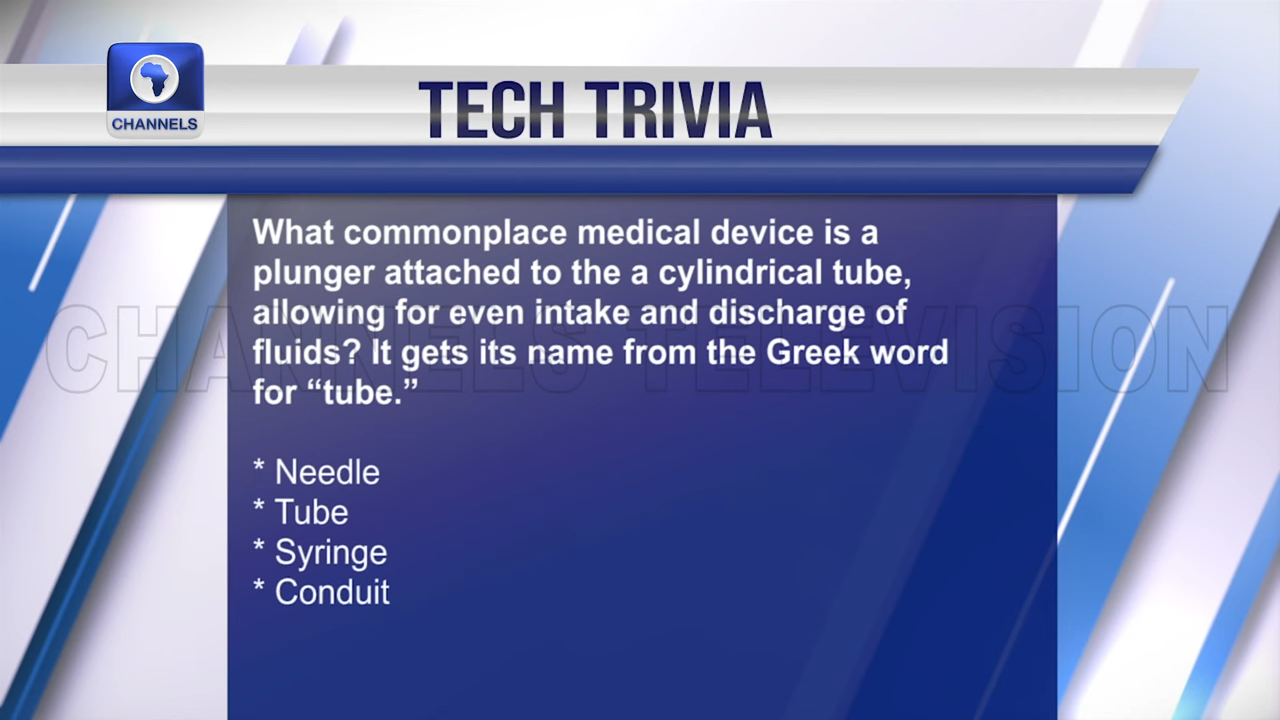 CHANNELS
TECH TRIVIA
What commonplace medical device is a
plunger attached to the a cylindrical tube,
allowing for even intake and discharge of
fluids? It gets its name from the Greek word
for “tube.”
* Needle
* Tube
* Syringe
* Conduit
CHANNELS TELEVISION